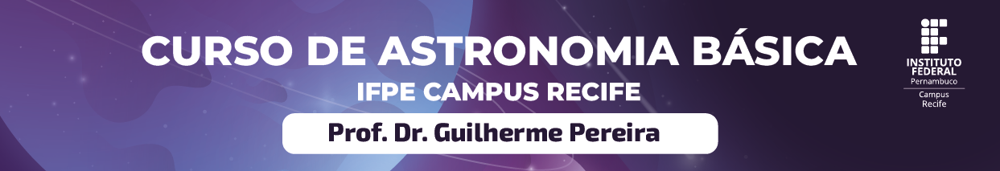 CURSO DE ASTRONOMIA BÁSICA
IFPE CAMPUS RECIFE
Prof. Dr. Guilherme Pereira
INSTITUTO
FEDERAL
Pernambuco
Campus
Recife